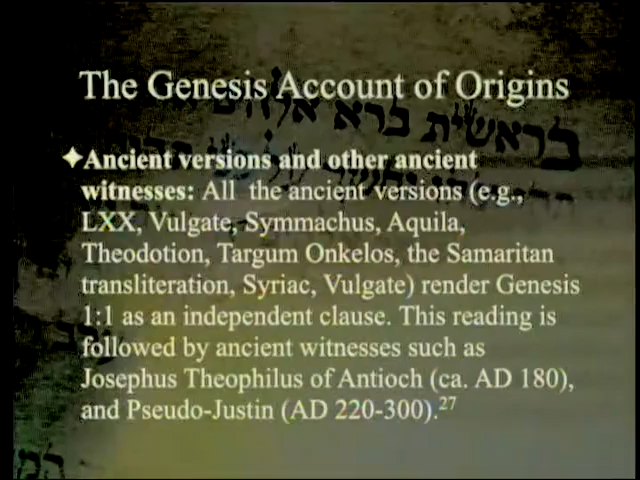 The Genesis Account of Origins
בראשית ברא אלהים
✦Ancient versions and other ancient
witnesses: All the ancient versions (e.g.,
LXX, Vulgate, Symmachus, Aquila,
Theodotion, Targum Onkelos, the Samaritan
transliteration, Syriac, Vulgate) render Genesis
1:1 as an independent clause. This reading is
followed by ancient witnesses such as
Josephus Theophilus of Antioch (ca. AD 180),
and Pseudo-Justin (AD 220-300).27